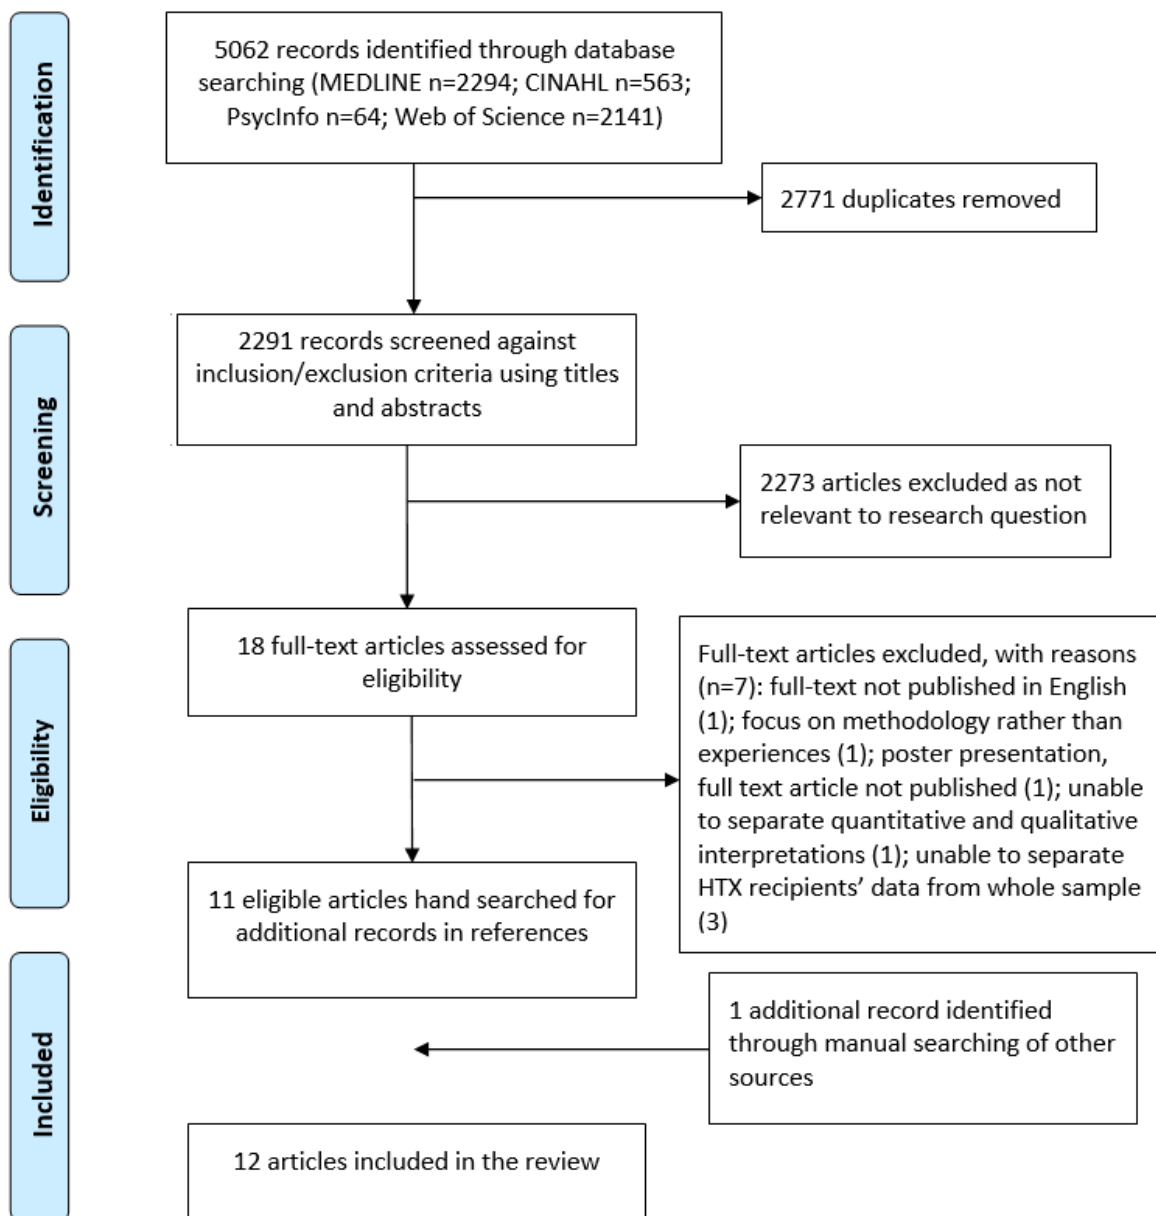 Identification
5062 records identified through database
searching (MEDLINE n=2294; CINAHL n=563;
PsycInfo n=64; Web of Science n=2141)
2771 duplicates removed
Screening
2291 records screened against
inclusion/exclusion criteria using titles
and abstracts
2273 articles excluded as not
relevant to research question
Eligibility
18 full-text articles assessed for
eligibility
Full-text articles excluded, with reasons
(n=7): full-text not published in English
(1); focus on methodology rather than
experiences (1); poster presentation,
full text article not published (1); unable
to separate quantitative and qualitative
interpretations (1); unable to separate
HTX recipients’ data from whole sample
(3)
11 eligible articles hand searched for
additional records in references
Included
1 additional record identified
through manual searching of other
sources
12 articles included in the review